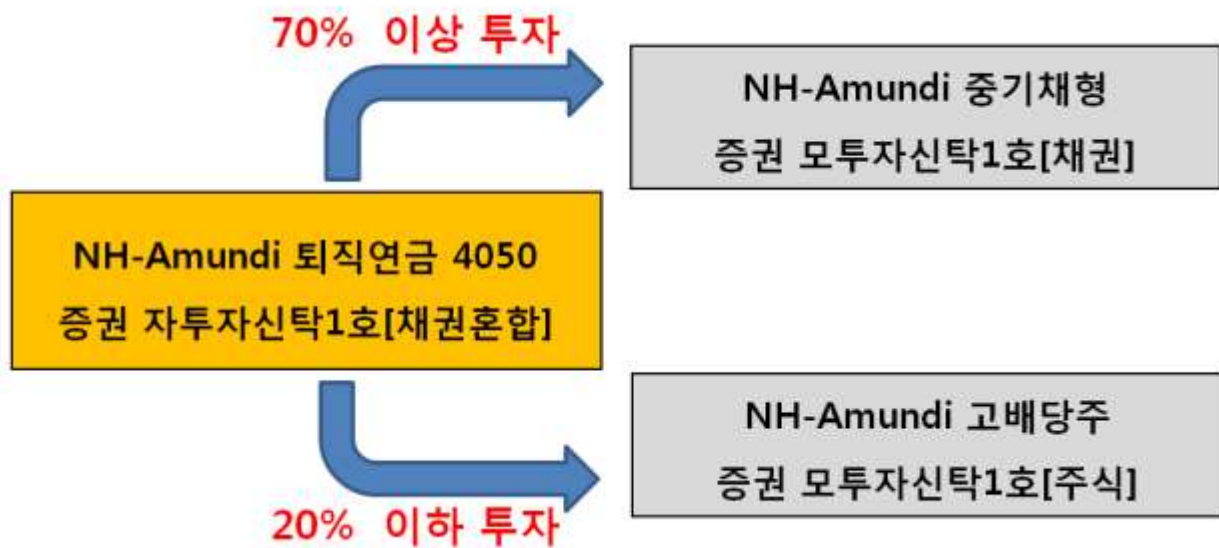 70% 이상 투자
NH-Amundi 중기채형
증권 모투자신탁1호[채권]
NH-Amundi 퇴직연금 4050
증권 자투자신탁1호[채권혼합]
NH-Amundi 고배당주
증권 모투자신탁1호[주식]
20% 이하 투자